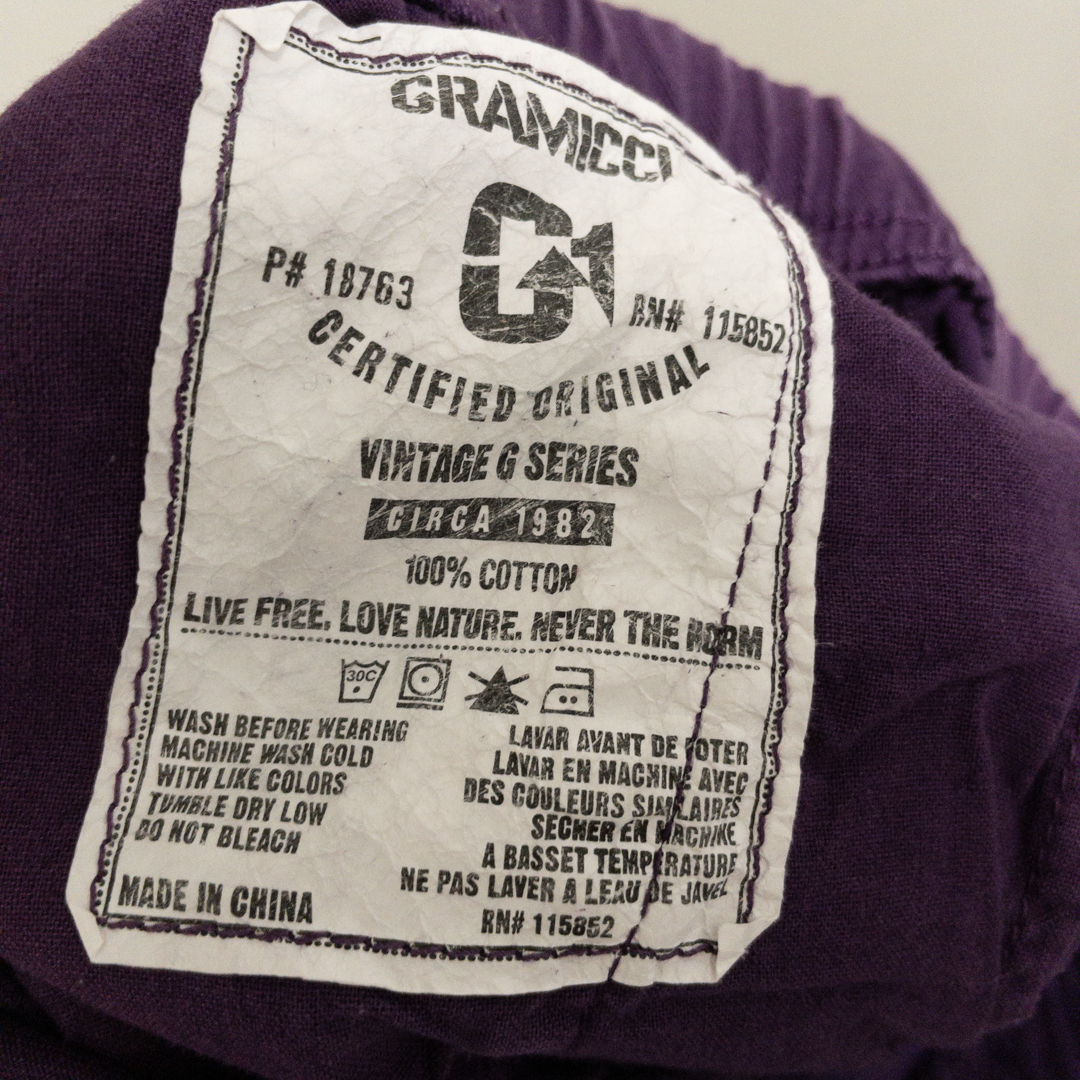 GRAMICCI
G1
P# 18763
RN# 115852
CERTIFIED ORIGINAL
VINTAGE G SERIES
CIRCA 1982
100% COTTON
LIVE FREE. LOVE NATURE. NEVER THE NORM
30C
WASH BEFORE WEARING
MACHINE WASH COLD
WITH LIKE COLORS
TUMBLE DRY LOW
DO NOT BLEACH
MADE IN CHINA
LAVAR AVANT DE POTER
LAVAR EN MACHINE AVEC
DES COULEURS SIMILAIRES
SECHER EN MACHINE
A BASSET TEMPERATURE
NE PAS LAVER A LEAU DE JAVEL
RN# 115852